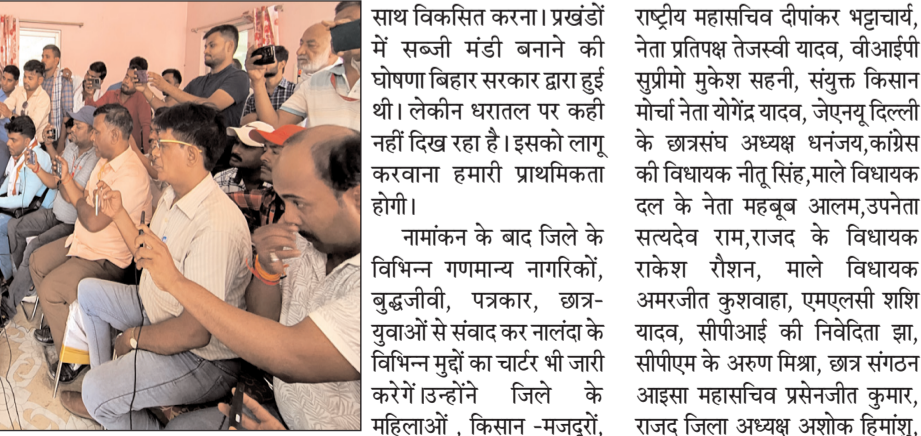 साथ विकसित करना। प्रखंडों
में सब्जी मंडी बनाने की
घोषणा बिहार सरकार द्वारा हुई
थी। लेकीन धरातल पर कही
नहीं दिख रहा है। इसको लागू
करवाना हमारी प्राथमिकता
होगी।
नामांकन के बाद जिले के
विभिन्न गणमान्य नागरिकों,
बुद्धजीवी, पत्रकार, छात्र-
युवाओं से संवाद कर नालंदा के
विभिन्न मुद्दों का चार्टर भी जारी
करेगें।उन्होंने जिले के
महिलाओं , किसान -मजदूरों,
राष्ट्रीय महासचिव दीपांकर भट्टाचार्य,
नेता प्रतिपक्ष तेजस्वी यादव, वीआईपी
सुप्रीमो मुकेश सहनी, संयुक्त किसान
मोर्चा नेता योगेंद्र यादव, जेएनयू दिल्ली
के छात्रसंघ अध्यक्ष धनंजय,कांग्रेस
की विधायक नीतू सिंह,माले विधायक
दल के नेता महबूब आलम,उपनेता
सत्यदेव राम,राजद के विधायक
राकेश रौशन, माले विधायक
अमरजीत कुशवाहा, एमएलसी शशि
यादव, सीपीआई की निवेदिता झा,
सीपीएम के अरुण मिश्रा, छात्र संगठन
आइसा महासचिव प्रसेनजीत कुमार,
राजद जिला अध्यक्ष अशोक हिमांशु,